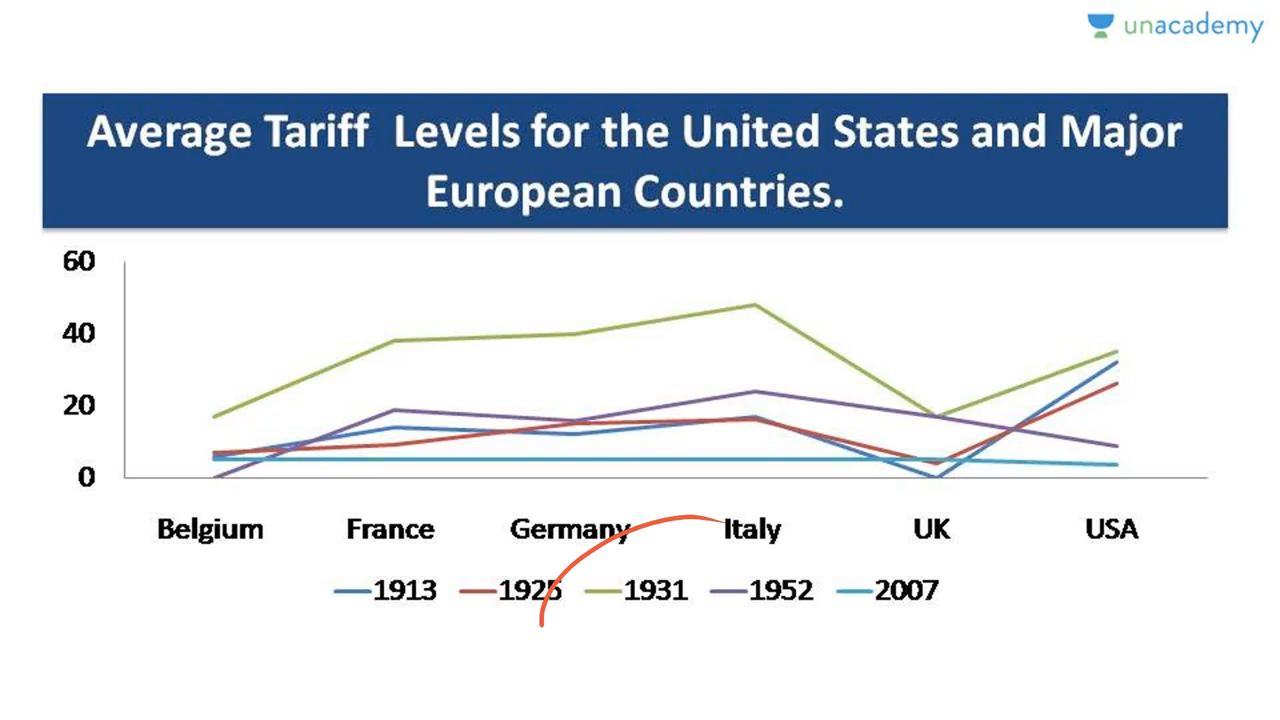 unacademy
Average Tariff Levels for the United States and Major
European Countries.
60
40
20
0
Belgium France Germany Italy UK USA
1913 1925 1931 1952 2007